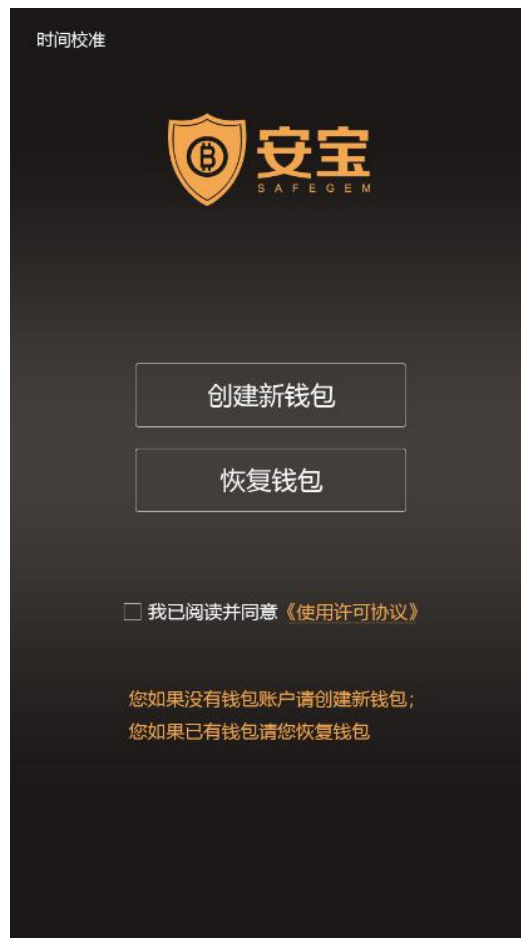 时间校准
安宝
SAFEGEM
创建新钱包
恢复钱包
我已阅读并同意《使用许可协议》
您如果没有钱包账户请创建新钱包；
您如果已有钱包请您恢复钱包